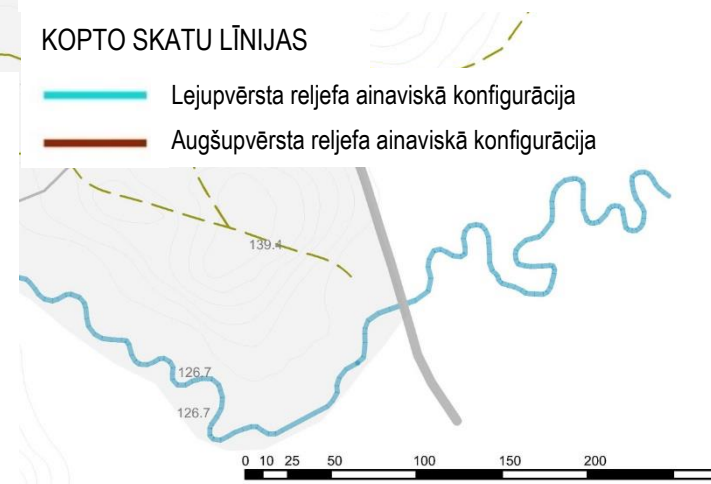 KOPTO SKATU LĪNIJAS
Lejupvērsta reljefa ainaviskā konfigurācija
Augšupvērsta reljefa ainaviskā konfigurācija
139.1
126.7
126.7
0 10 25 50 100 150 200